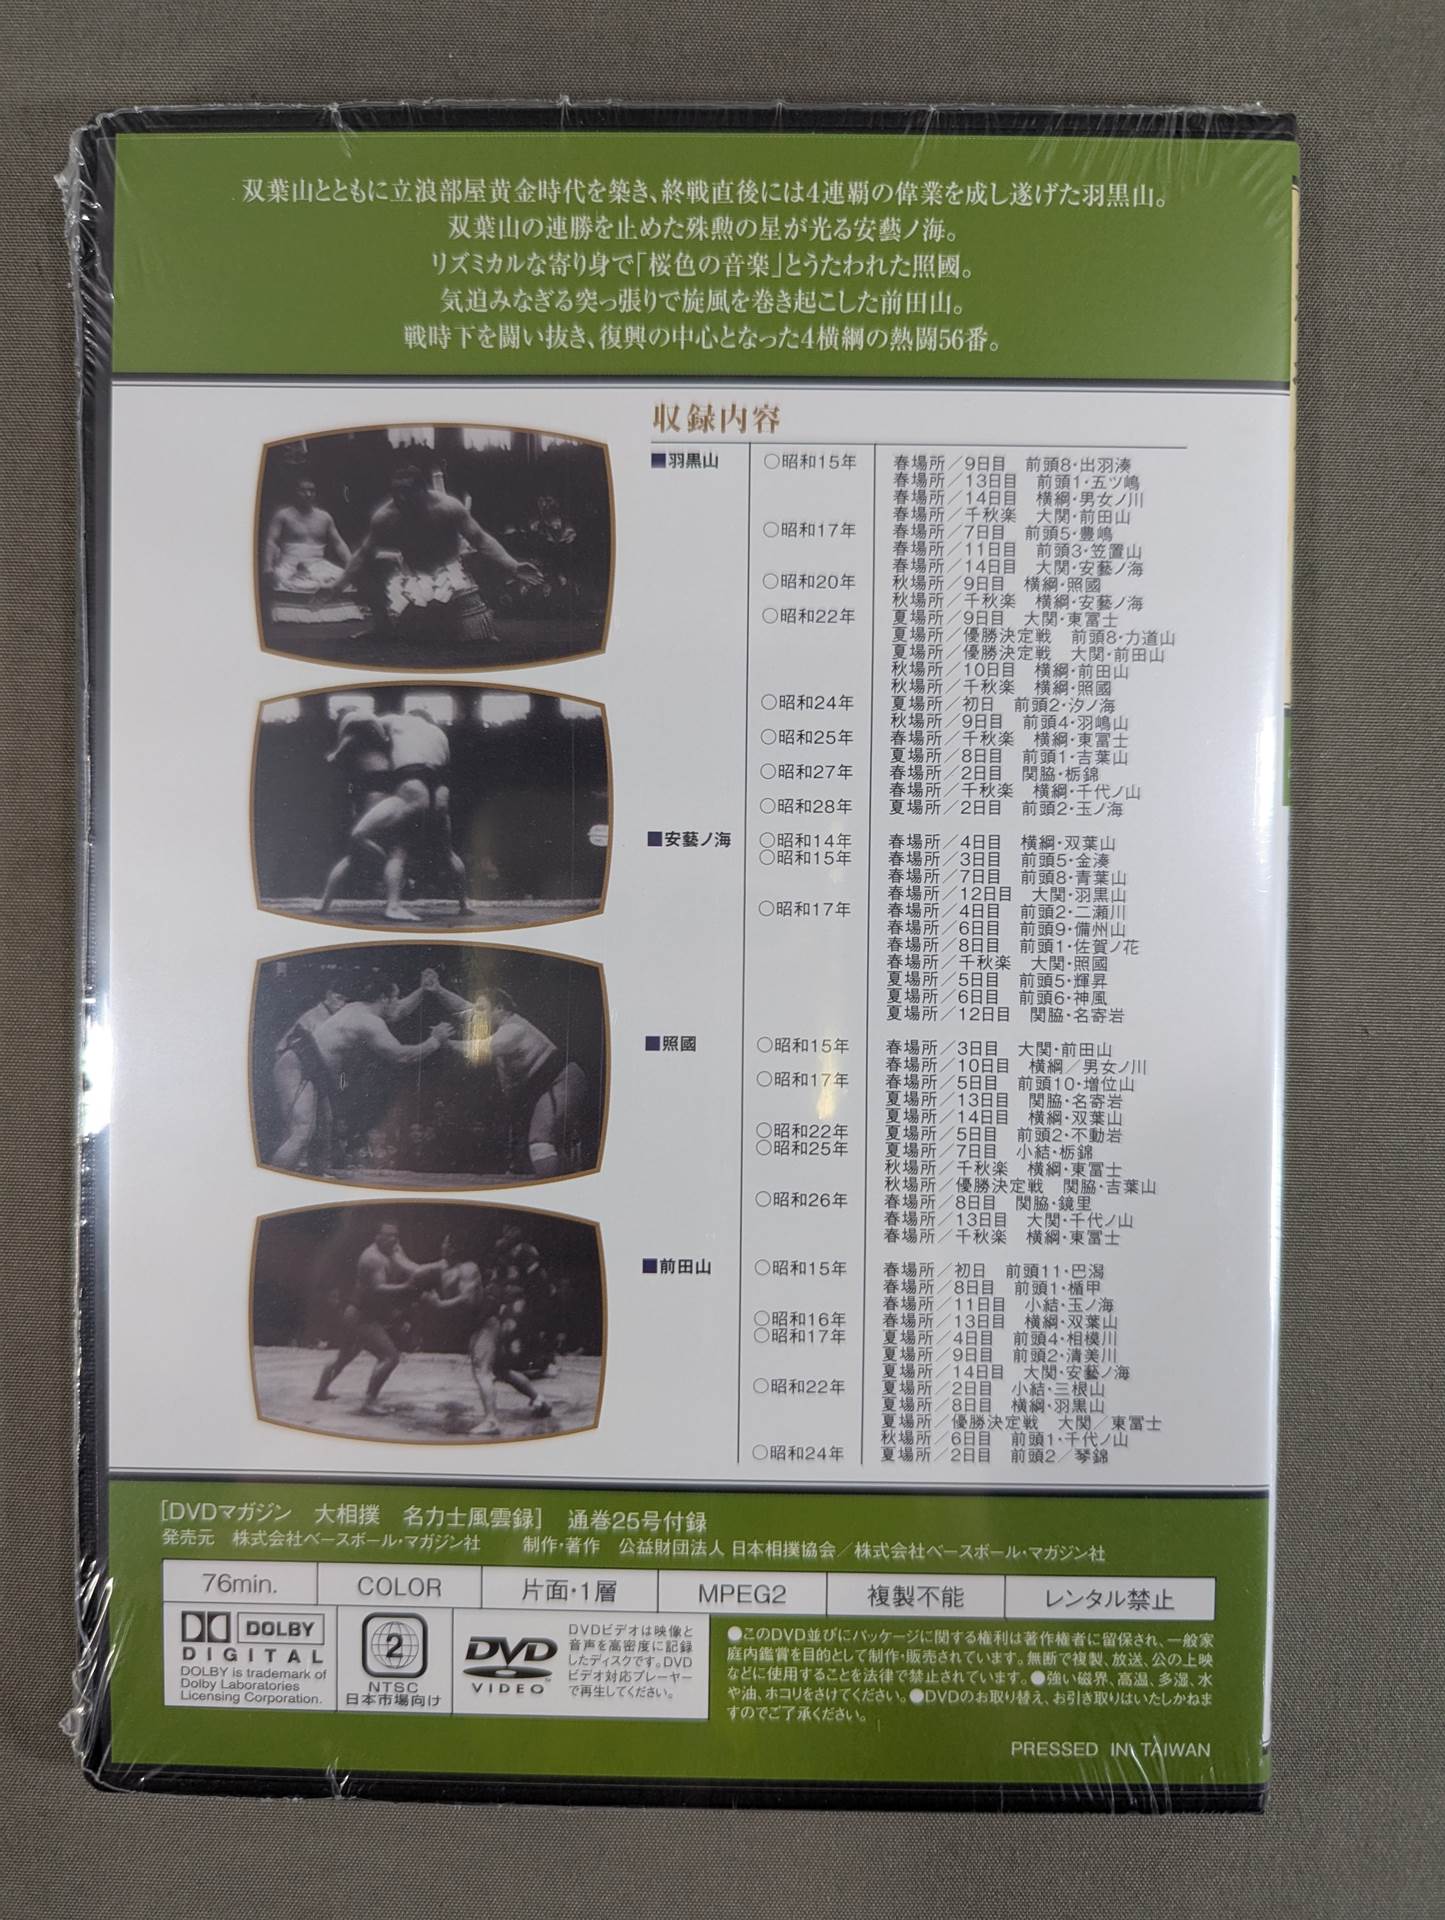 双葉山とともに立浪部屋黄金時代を築き、終戦直後には4連覇の偉業を成し遂げた羽黒山。
双葉山の連勝を止めた殊勲の星が光る安藝ノ海。
リズミカルな寄り身で「桜色の音楽」とうたわれた照國。
気迫みなぎる突っ張りで旋風を巻き起こした前田山。
戦時下を闘い抜き、復興の中心となった4横綱の熱闘56番。
収録内容
■羽黒山 ○昭和15年 春場所／9日目 前頭8・出羽湊
春場所／13日目 前頭1・五ツ嶋
春場所／14日目 横綱・男女ノ川
春場所／千秋楽 大関・前田山
○昭和17年 春場所／7日目 前頭5・豊嶋
春場所／11日目 前頭3・笠置山
春場所／14日目 大関・安藝ノ海
○昭和20年 秋場所／9日目 横綱・照國
秋場所／千秋楽 横綱・安藝ノ海
○昭和22年 夏場所／9日目 大関・東冨士
夏場所／優勝決定戦 前頭8・力道山
夏場所／優勝決定戦 大関・前田山
秋場所／10日目 横綱・前田山
秋場所／千秋楽 横綱・照國
○昭和24年 夏場所／初日 前頭2・汐ノ海
秋場所／9日目 前頭4・羽嶋山
○昭和25年 春場所／千秋楽 横綱・東冨士
夏場所／8日目 前頭1・吉葉山
○昭和27年 春場所／2日目 関脇・栃錦
春場所／千秋楽 横綱・千代ノ山
○昭和28年 夏場所／2日目 前頭2・玉ノ海
■安藝ノ海 ○昭和14年 春場所／4日目 横綱・双葉山
○昭和15年 春場所／3日目 前頭5・金湊
春場所／7日目 前頭8・青葉山
春場所／12日目 大関・羽黒山
○昭和17年 春場所／4日目 前頭2・二瀬川
春場所／6日目 前頭9・備州山
春場所／8日目 前頭1・佐賀ノ花
春場所／千秋楽 大関・照國
夏場所／5日目 前頭5・輝昇
夏場所／6日目 前頭6・神風
夏場所／12日目 関脇・名寄岩
■照國 ○昭和15年 春場所／3日目 大関・前田山
春場所／10日目 横綱／男女ノ川
○昭和17年 春場所／5日目 前頭10・増位山
夏場所／13日目 関脇・名寄岩
夏場所／14日目 横綱・双葉山
○昭和22年 夏場所／5日目 前頭2・不動岩
○昭和25年 夏場所／7日目 小結・栃錦
秋場所／千秋楽 横綱・東冨士
秋場所／優勝決定戦 関脇・吉葉山
○昭和26年 春場所／8日目 関脇・鏡里
春場所／13日目 大関・千代ノ山
春場所／千秋楽 横綱・東冨士
■前田山 ○昭和15年 春場所／初日 前頭11・巴潟
春場所／8日目 前頭1・楯甲
春場所／11日目 小結・玉ノ海
○昭和16年 春場所／13日目 横綱・双葉山
○昭和17年 夏場所／4日目 前頭4・相模川
夏場所／9日目 前頭2・清美川
夏場所／14日目 大関・安藝ノ海
○昭和22年 夏場所／2日目 小結・三根山
夏場所／8日目 横綱・羽黒山
夏場所／優勝決定戦 大関／東冨士
秋場所／6日目 前頭1・千代ノ山
○昭和24年 夏場所／2日目 前頭2／琴錦
［DVDマガジン 大相撲 名力士風雲録］ 通巻25号付録
発売元 株式会社ベースボール・マガジン社 制作・著作 公益財団法人 日本相撲協会／株式会社ベースボール・マガジン社
76min. COLOR 片面・1層 MPEG2 複製不能 レンタル禁止
DOLBY
DIGITAL
DOLBY is trademark of
Dolby Laboratories
Licensing Corporation.
2
NTSC
日本市場向け
DVD
VIDEO
DVDビデオは映像と
音声を高密度に記録
したディスクです。DVD
ビデオ対応プレーヤー
で再生してください。
●このDVD並びにパッケージに関する権利は著作権者に留保され、一般家
庭内鑑賞を目的として制作・販売されています。無断で複製、放送、公の上映
などに使用することを法律で禁止されています。●強い磁界、高温、多湿、水
や油、ホコリをさけてください。●DVDのお取り替え、お引き取りはいたしかねま
すのでご了承ください。
PRESSED IN TAIWAN